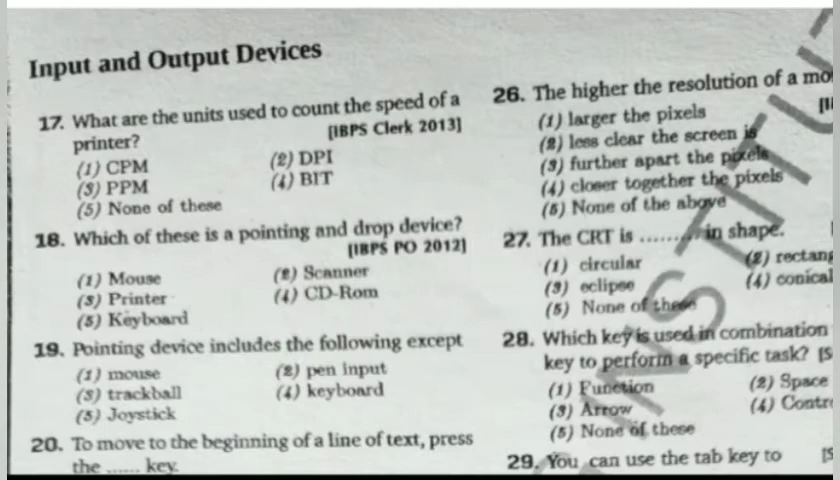 Input and Output Devices
17. What are the units used to count the speed of a
printer? [IBPS Clerk 2013]
(1) CPM (2) DPI
(3) PPM (4) BIT
(5) None of these
18. Which of these is a pointing and drop device?
[IBPS PO 2012]
(1) Mouse (2) Scanner
(3) Printer (4) CD-Rom
(5) Keyboard
19. Pointing device includes the following except
(1) mouse (2) pen input
(3) trackball (4) keyboard
(5) Joystick
20. To move to the beginning of a line of text, press
the ...... key.
26. The higher the resolution of a mo
(1) larger the pixels
(2) less clear the screen is
(3) further apart the pixels
(4) closer together the pixels
(5) None of the above
27. The CRT is ......... in shape.
(1) circular (2) rectang
(3) eclipse (4) conical
(5) None of these
28. Which key is used in combination
key to perform a specific task? [S
(1) Function (2) Space
(3) Arrow (4) Contr
(5) None of these
29. You can use the tab key to [S
INSTITUT